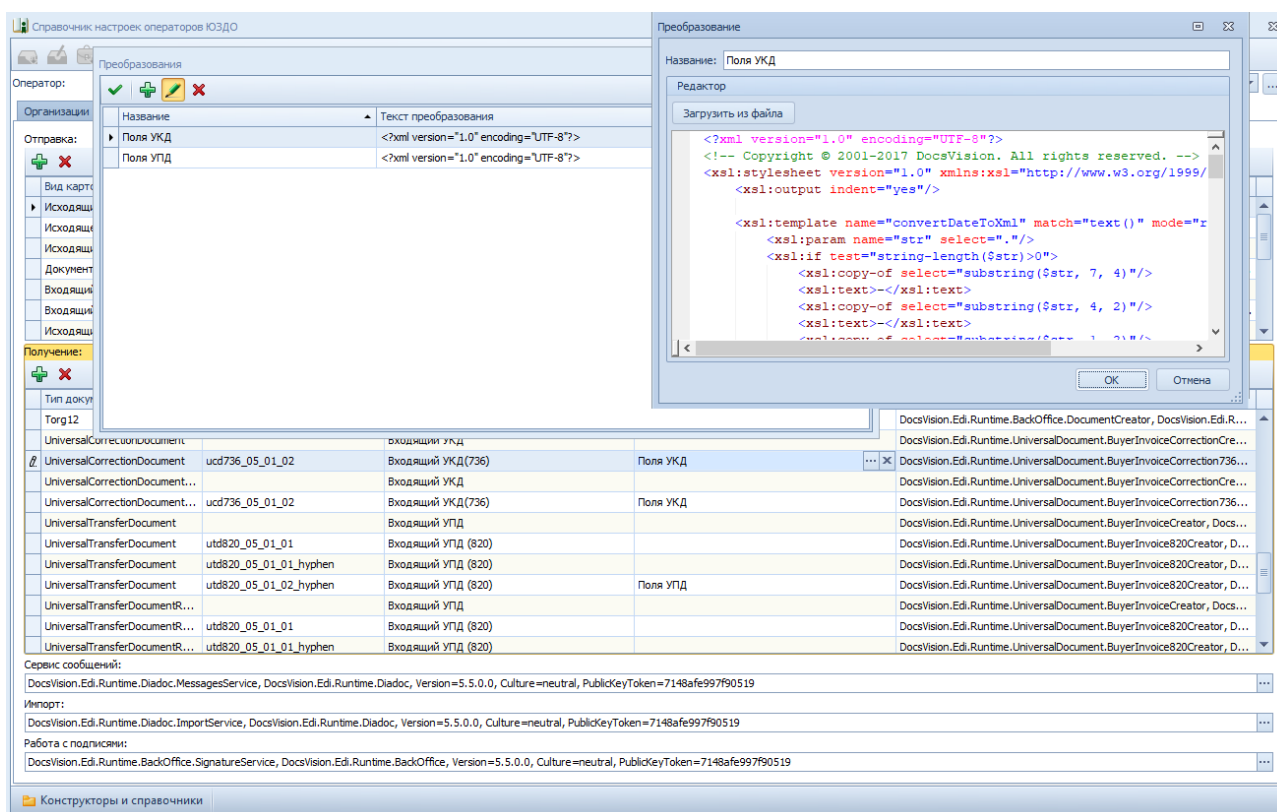 Справочник настроек операторов ЮЗДО
Преобразование
Преобразования
Название: Поля УКД
Оператор:
Редактор
Загрузить из файла
Организации
Отправка:
Название Текст преобразования
Поля УКД <?xml version="1.0" encoding="UTF-8"?>
Поля УПД <?xml version="1.0" encoding="UTF-8"?>
<?xml version="1.0" encoding="UTF-8"?>
<!-- Copyright © 2001-2017 DocsVision. All rights reserved. -->
<xsl:stylesheet version="1.0" xmlns:xsl="http://www.w3.org/1999/
<xsl:output indent="yes"/>
<xsl:template name="convertDateToXml" match="text()" mode="r
<xsl:param name="str" select="."/>
<xsl:if test="string-length($str)>0">
<xsl:copy-of select="substring($str, 7, 4)"/>
<xsl:text>-</xsl:text>
<xsl:copy-of select="substring($str, 4, 2)"/>
<xsl:text>-</xsl:text>
<xsl:copy-of select="substring($str, 1, 2)"/>
OK Отмена
Вид карто
Исходящи
Исходяще
Исходящи
Документ
Входящий
Входящий
Исходящи
Получение:
Тип докум
Torg12 DocsVision.Edi.Runtime.BackOffice.DocumentCreator, DocsVision.Edi.R...
UniversalCorrectionDocument Входящий УКД DocsVision.Edi.Runtime.UniversalDocument.BuyerInvoiceCorrectionCre...
UniversalCorrectionDocument ucd736_05_01_02 Входящий УКД(736) Поля УКД ... DocsVision.Edi.Runtime.UniversalDocument.BuyerInvoiceCorrection736...
UniversalCorrectionDocument... Входящий УКД DocsVision.Edi.Runtime.UniversalDocument.BuyerInvoiceCorrectionCre...
UniversalCorrectionDocument... ucd736_05_01_02 Входящий УКД(736) Поля УКД DocsVision.Edi.Runtime.UniversalDocument.BuyerInvoiceCorrection736...
UniversalTransferDocument Входящий УПД DocsVision.Edi.Runtime.UniversalDocument.BuyerInvoiceCreator, Docs...
UniversalTransferDocument utd820_05_01_01 Входящий УПД (820) DocsVision.Edi.Runtime.UniversalDocument.BuyerInvoice820Creator, D...
UniversalTransferDocument utd820_05_01_01_hyphen Входящий УПД (820) DocsVision.Edi.Runtime.UniversalDocument.BuyerInvoice820Creator, D...
UniversalTransferDocument utd820_05_01_02_hyphen Входящий УПД (820) Поля УПД DocsVision.Edi.Runtime.UniversalDocument.BuyerInvoice820Creator, D...
UniversalTransferDocumentR... Входящий УПД DocsVision.Edi.Runtime.UniversalDocument.BuyerInvoiceCreator, Docs...
UniversalTransferDocumentR... utd820_05_01_01 Входящий УПД (820) DocsVision.Edi.Runtime.UniversalDocument.BuyerInvoice820Creator, D...
UniversalTransferDocumentR... utd820_05_01_01_hyphen Входящий УПД (820) DocsVision.Edi.Runtime.UniversalDocument.BuyerInvoice820Creator, D...
Сервис сообщений:
DocsVision.Edi.Runtime.Diadoc.MessagesService, DocsVision.Edi.Runtime.Diadoc, Version=5.5.0.0, Culture=neutral, PublicKeyToken=7148afe997f90519 ...
Импорт:
DocsVision.Edi.Runtime.Diadoc.ImportService, DocsVision.Edi.Runtime.Diadoc, Version=5.5.0.0, Culture=neutral, PublicKeyToken=7148afe997f90519 ...
Работа с подписями:
DocsVision.Edi.Runtime.BackOffice.SignatureService, DocsVision.Edi.Runtime.BackOffice, Version=5.5.0.0, Culture=neutral, PublicKeyToken=7148afe997f90519 ...
Конструкторы и справочники